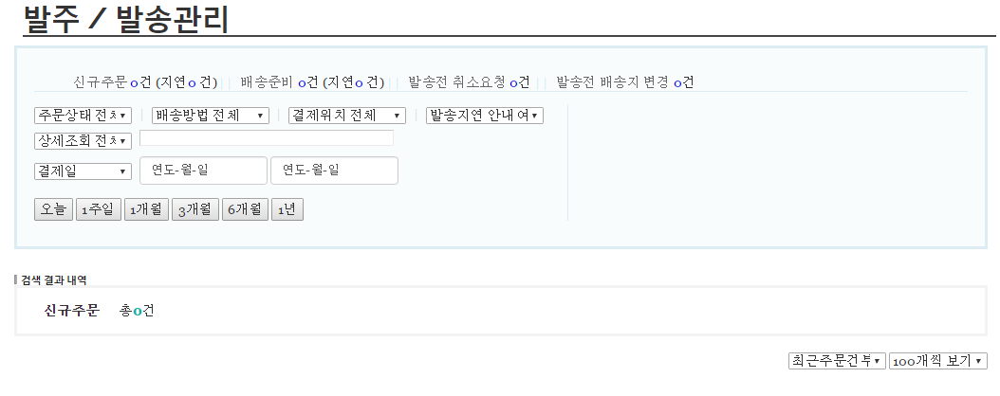 발주 / 발송관리
신규주문 0건 (지연0 건) | | 배송준비 0건 (지연0 건) | | 발송전 취소요청 0건 | | 발송전 배송지 변경 0건
주문상태 전체 | 배송방법 전체 | 결제위치 전체 | 발송지연 안내 여
상세조회 전체
결제일 연도-월-일 연도-월-일
오늘 1주일 1개월 3개월 6개월 1년
검색 결과 내역
신규주문 총0건
최근주문건부 100개씩 보기